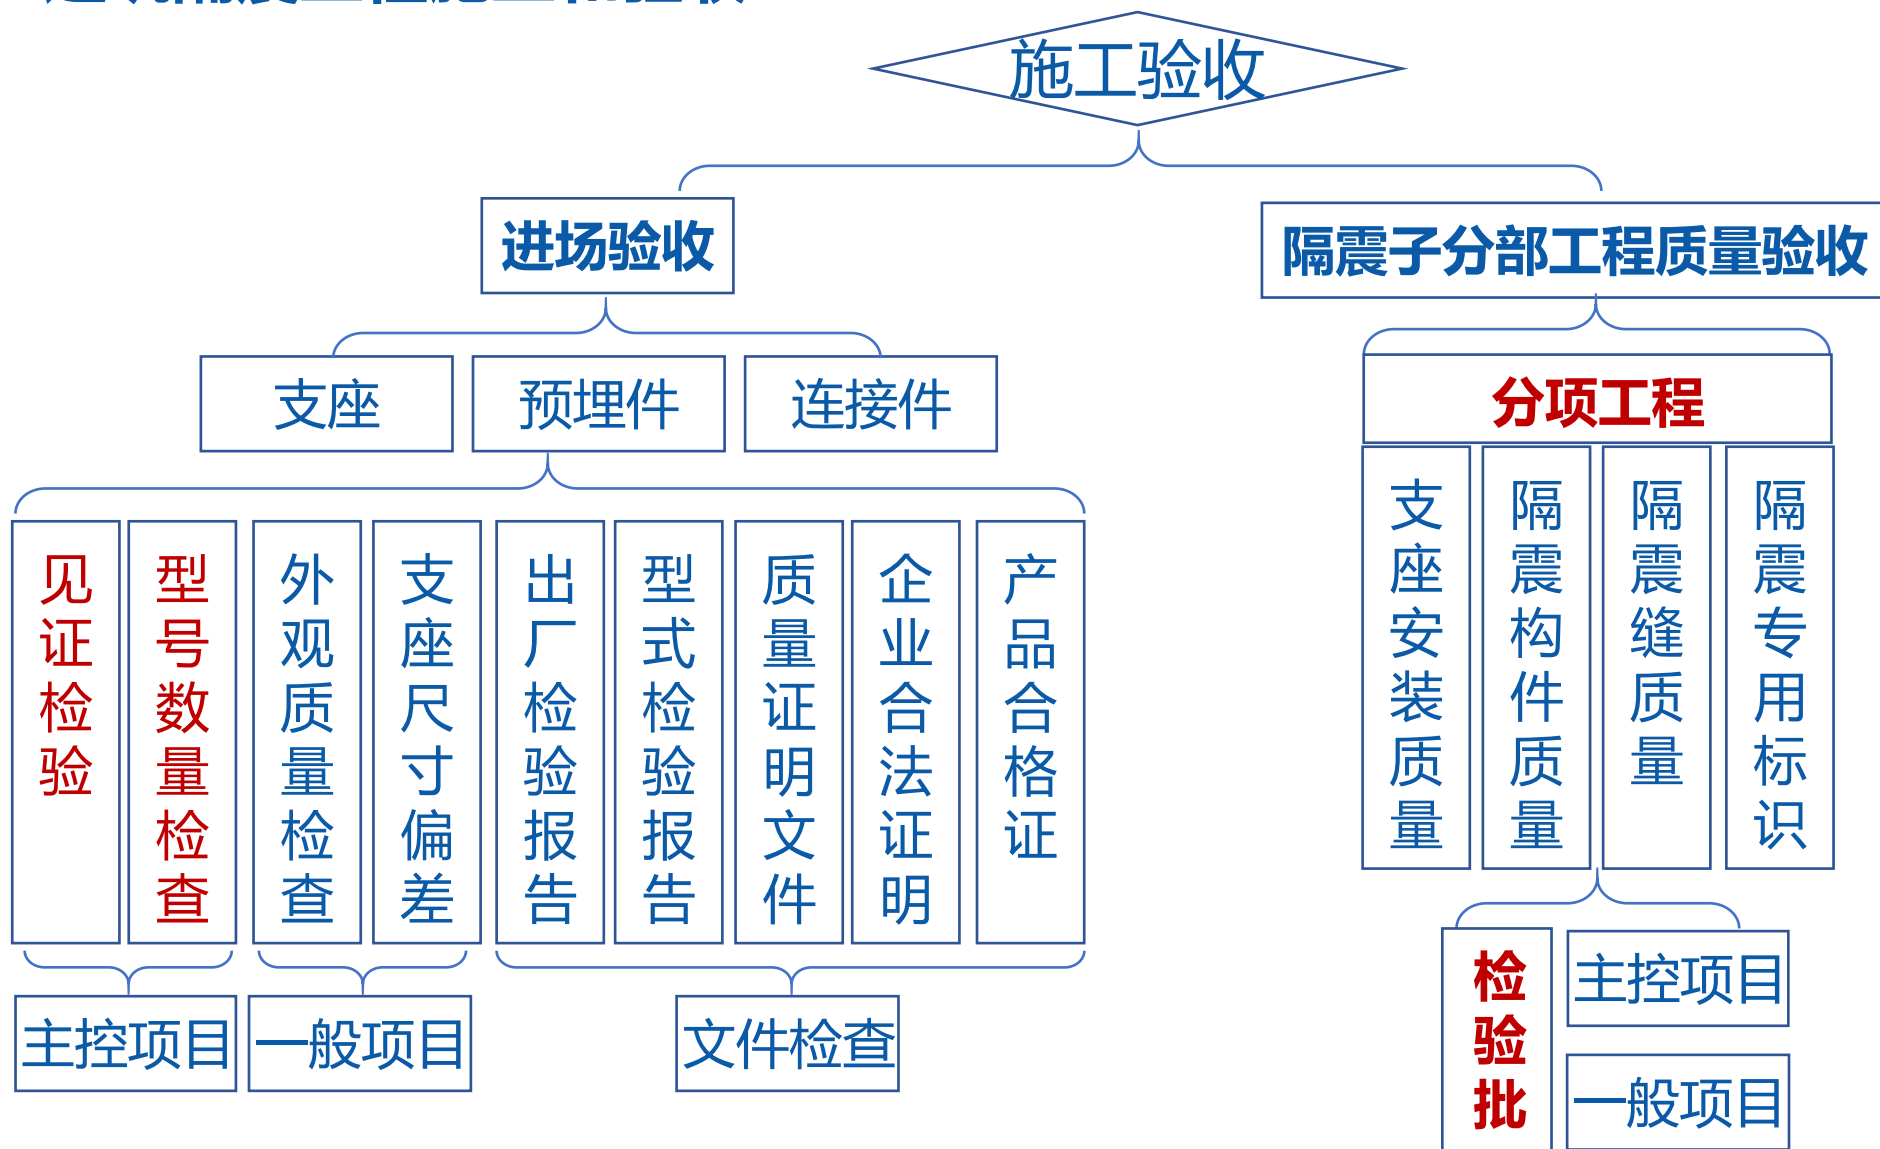 施工验收
进场验收
隔震子分部工程质量验收
支座
预埋件
连接件
分项工程
见证检验
型号数量检查
外观质量检查
支座尺寸偏差
出厂检验报告
型式检验报告
质量证明文件
企业合法证明
产品合格证
支座安装质量
隔震构件质量
隔震缝质量
隔震专用标识
主控项目
一般项目
文件检查
检验批
主控项目
一般项目